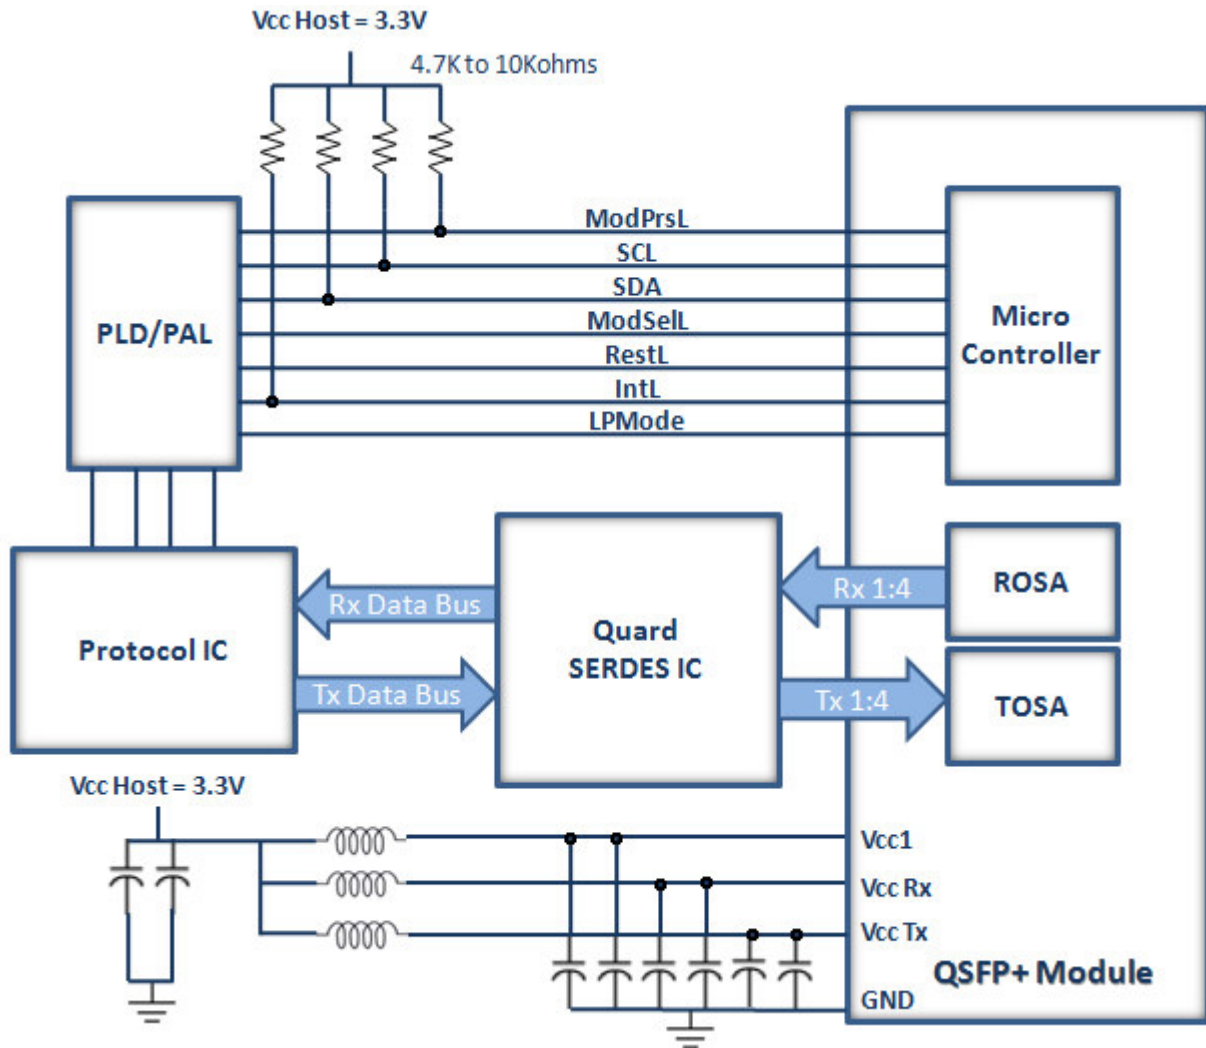 Vcc Host = 3.3V
4.7K to 10Kohms
ModPrsL
SCL
SDA
ModSelL
RestL
IntL
LPMode
PLD/PAL
Micro
Controller
Rx Data Bus
Rx 1:4
ROSA
Protocol IC
Quard
SERDES IC
Tx Data Bus
Tx 1:4
TOSA
Vcc Host = 3.3V
Vcc1
Vcc Rx
Vcc Tx
QSFP+ Module
GND